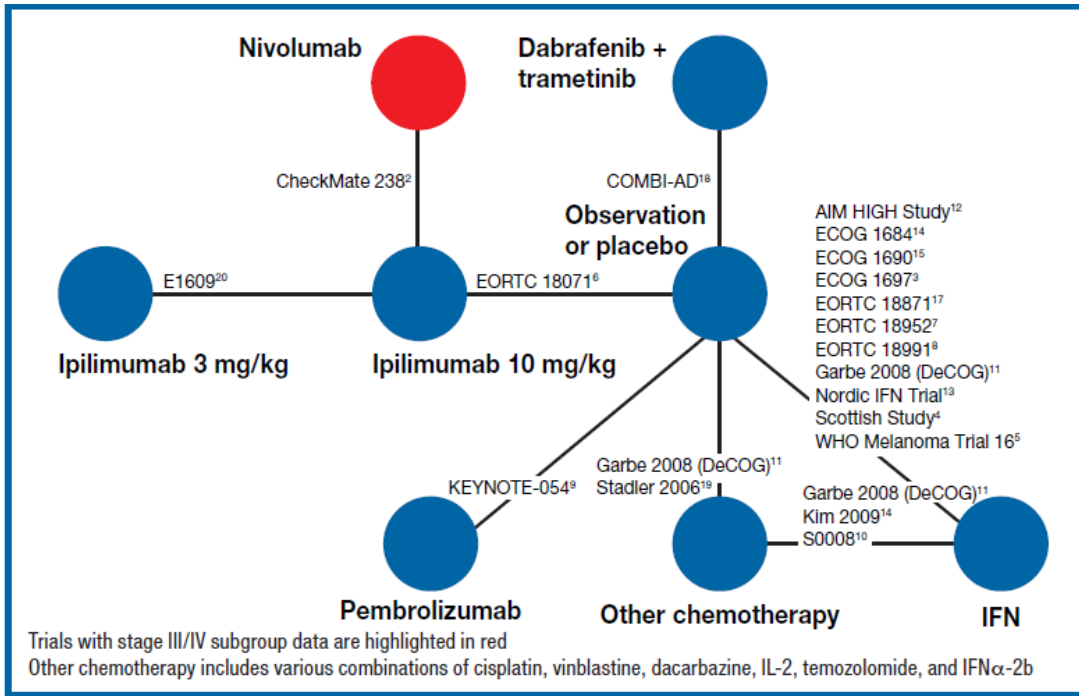 Nivolumab
Dabrafenib +
trametinib
CheckMate 238²
COMBI-AD¹⁸
Observation
or placebo
AIM HIGH Study¹²
ECOG 1684¹⁴
ECOG 1690¹⁵
ECOG 1697³
EORTC 18871¹⁷
EORTC 18952⁷
EORTC 18991⁸
Garbe 2008 (DeCOG)¹¹
Nordic IFN Trial¹³
Scottish Study⁴
WHO Melanoma Trial 16⁵
E1609²⁰
EORTC 18071⁶
Ipilimumab 3 mg/kg
Ipilimumab 10 mg/kg
KEYNOTE-054⁹
Garbe 2008 (DeCOG)¹¹
Stadler 2006¹⁹
Garbe 2008 (DeCOG)¹¹
Kim 2009¹⁴
S0008¹⁰
Pembrolizumab
Other chemotherapy
IFN
Trials with stage III/IV subgroup data are highlighted in red
Other chemotherapy includes various combinations of cisplatin, vinblastine, dacarbazine, IL-2, temozolomide, and IFNα-2b